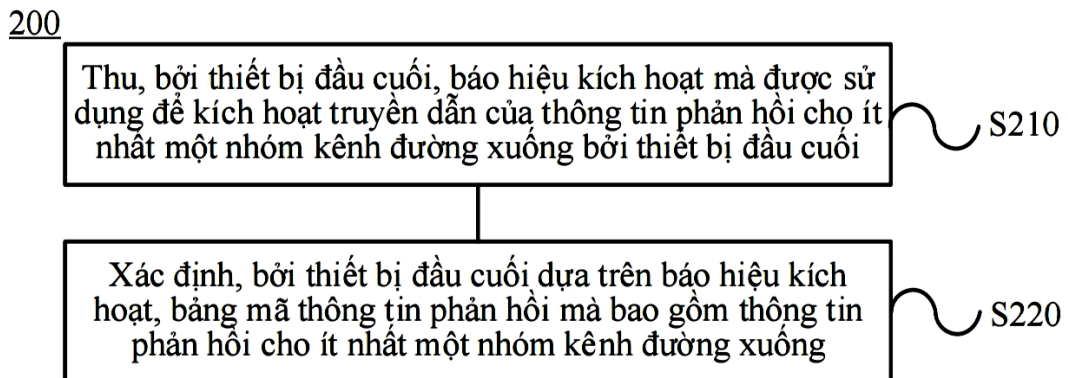 200
Thu, bởi thiết bị đầu cuối, báo hiệu kích hoạt mà được sử
dụng để kích hoạt truyền dẫn của thông tin phản hồi cho ít
nhất một nhóm kênh đường xuống bởi thiết bị đầu cuối
S210
Xác định, bởi thiết bị đầu cuối dựa trên báo hiệu kích
hoạt, bảng mã thông tin phản hồi mà bao gồm thông tin
phản hồi cho ít nhất một nhóm kênh đường xuống
S220